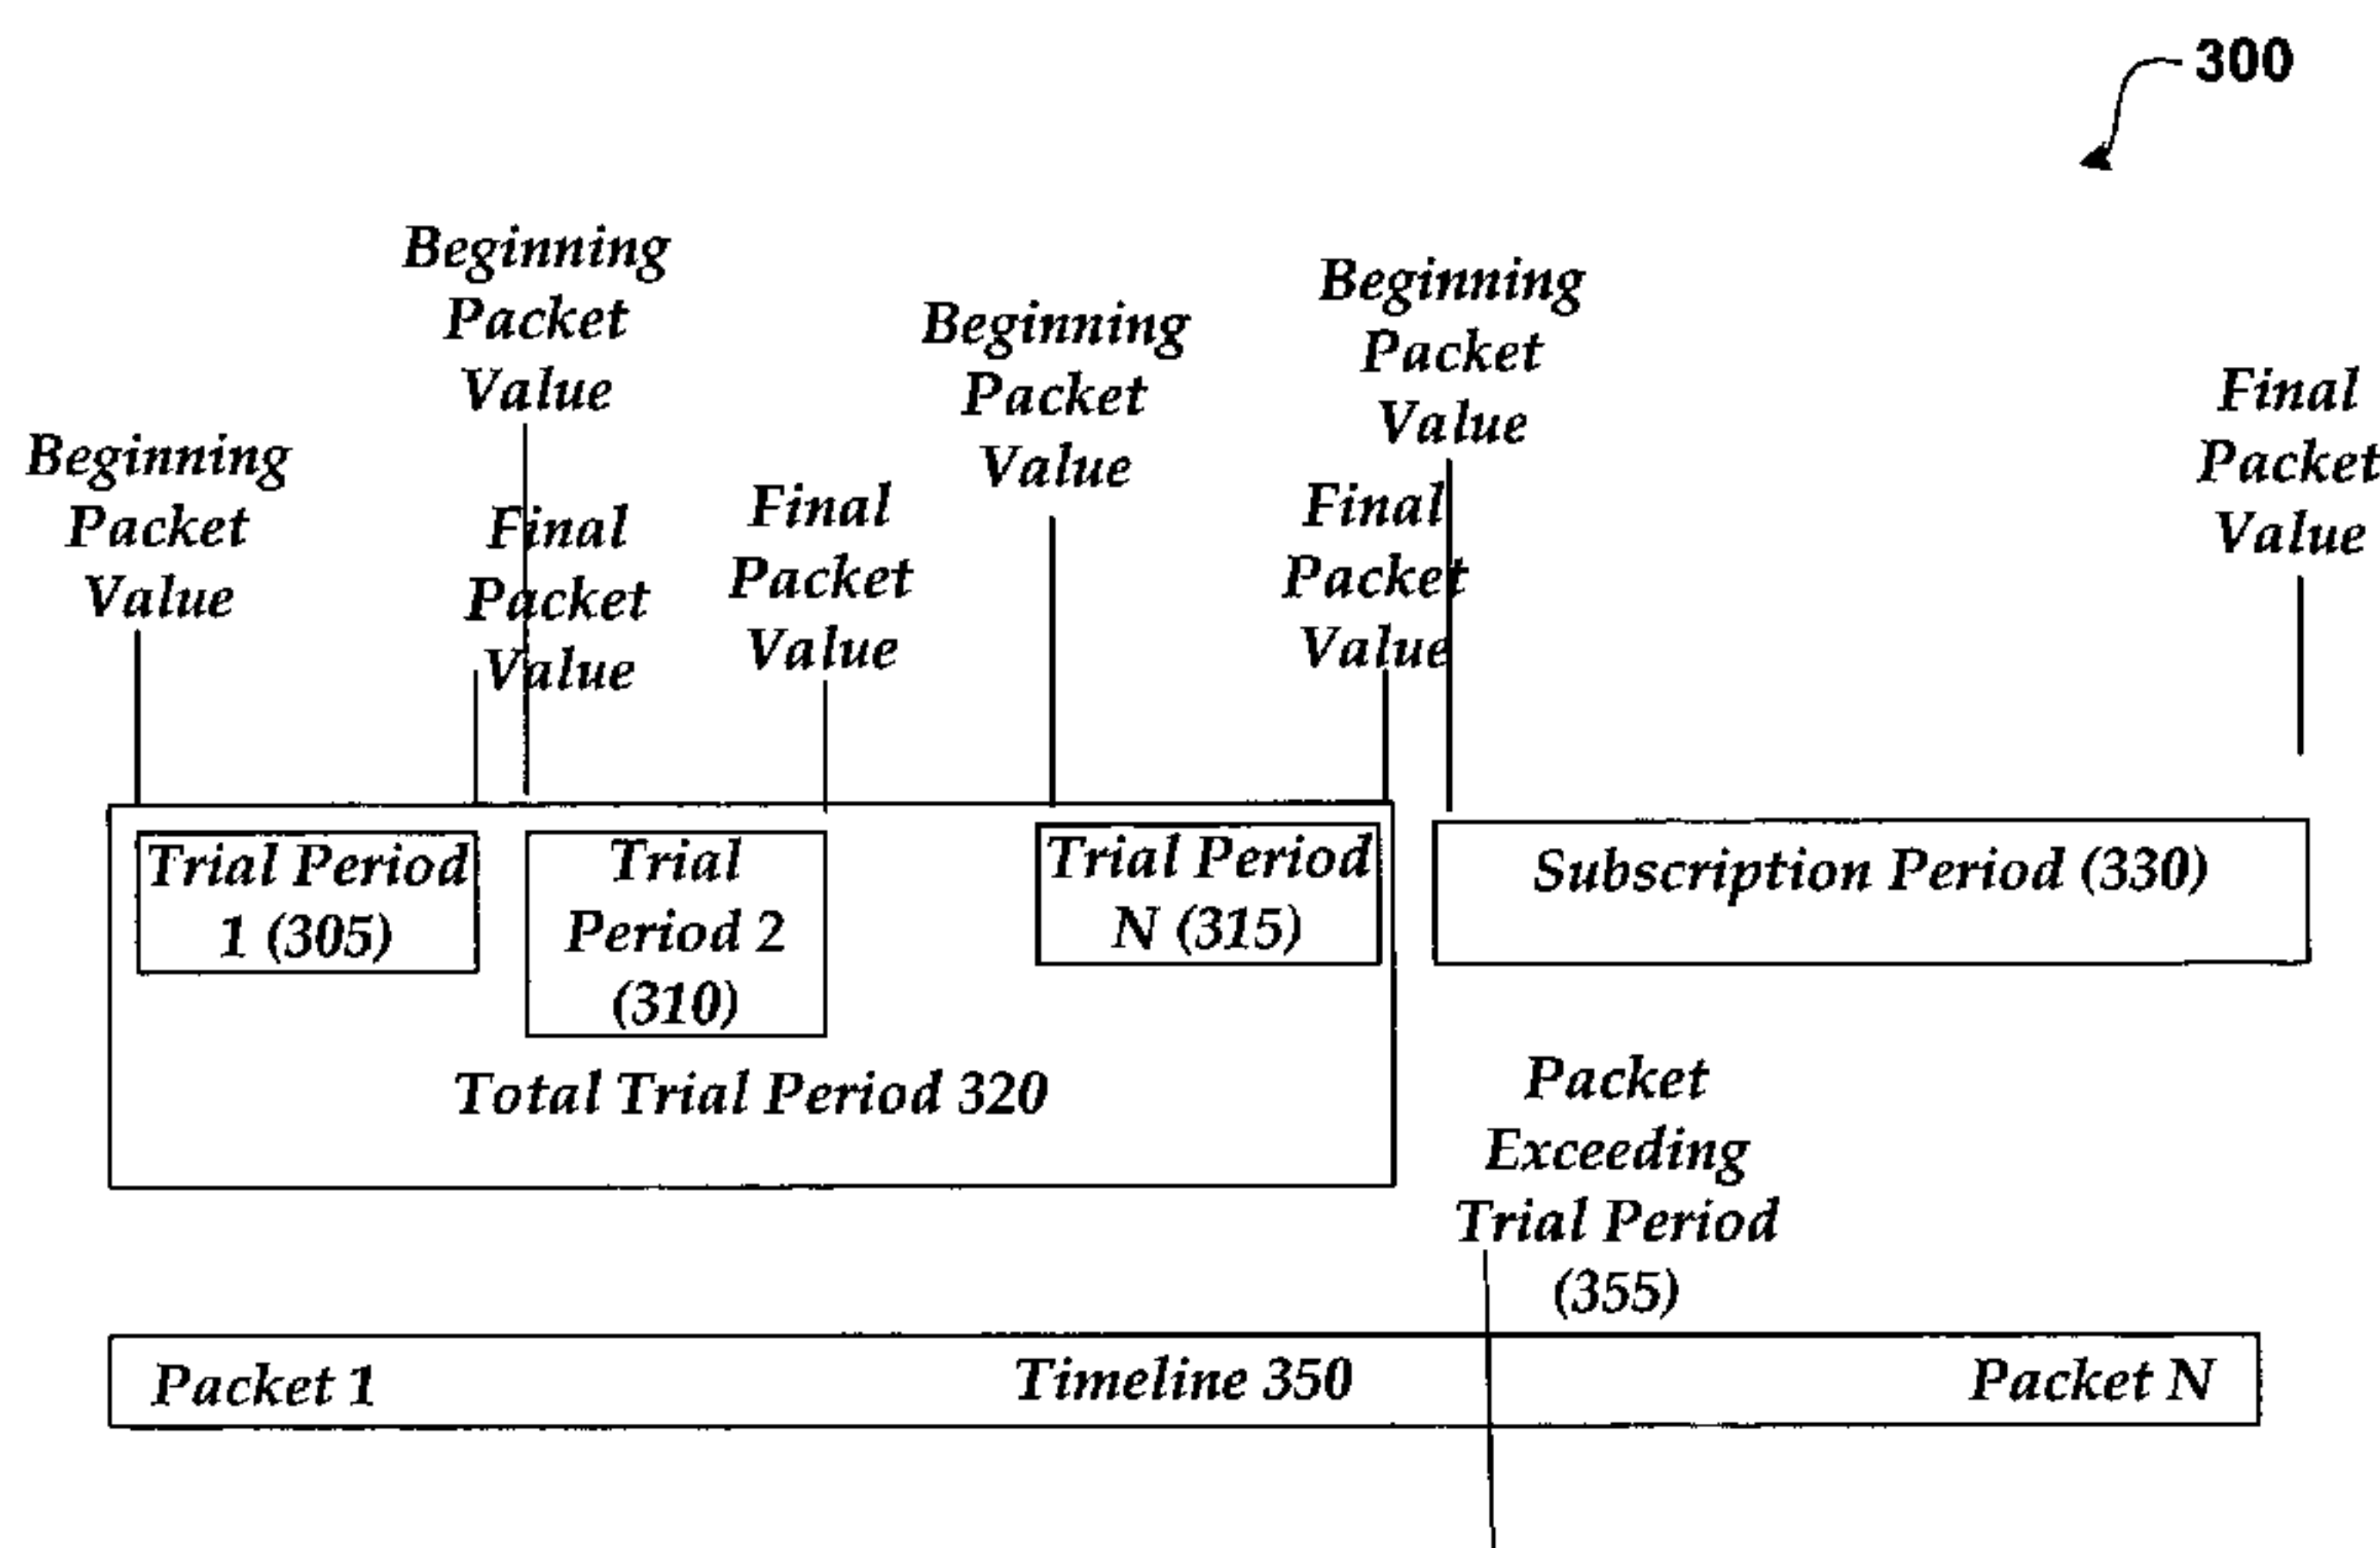 300
Beginning
Packet
Value
Beginning
Packet
Value
Final
Packet
Value
Final
Packet
Value
Beginning
Packet
Value
Beginning
Packet
Value
Final
Packet
Value
Final
Packet
Value
Trial Period
1 (305)
Trial
Period 2
(310)
Trial Period
N (315)
Subscription Period (330)
Total Trial Period 320
Packet
Exceeding
Trial Period
(355)
Packet 1
Timeline 350
Packet N